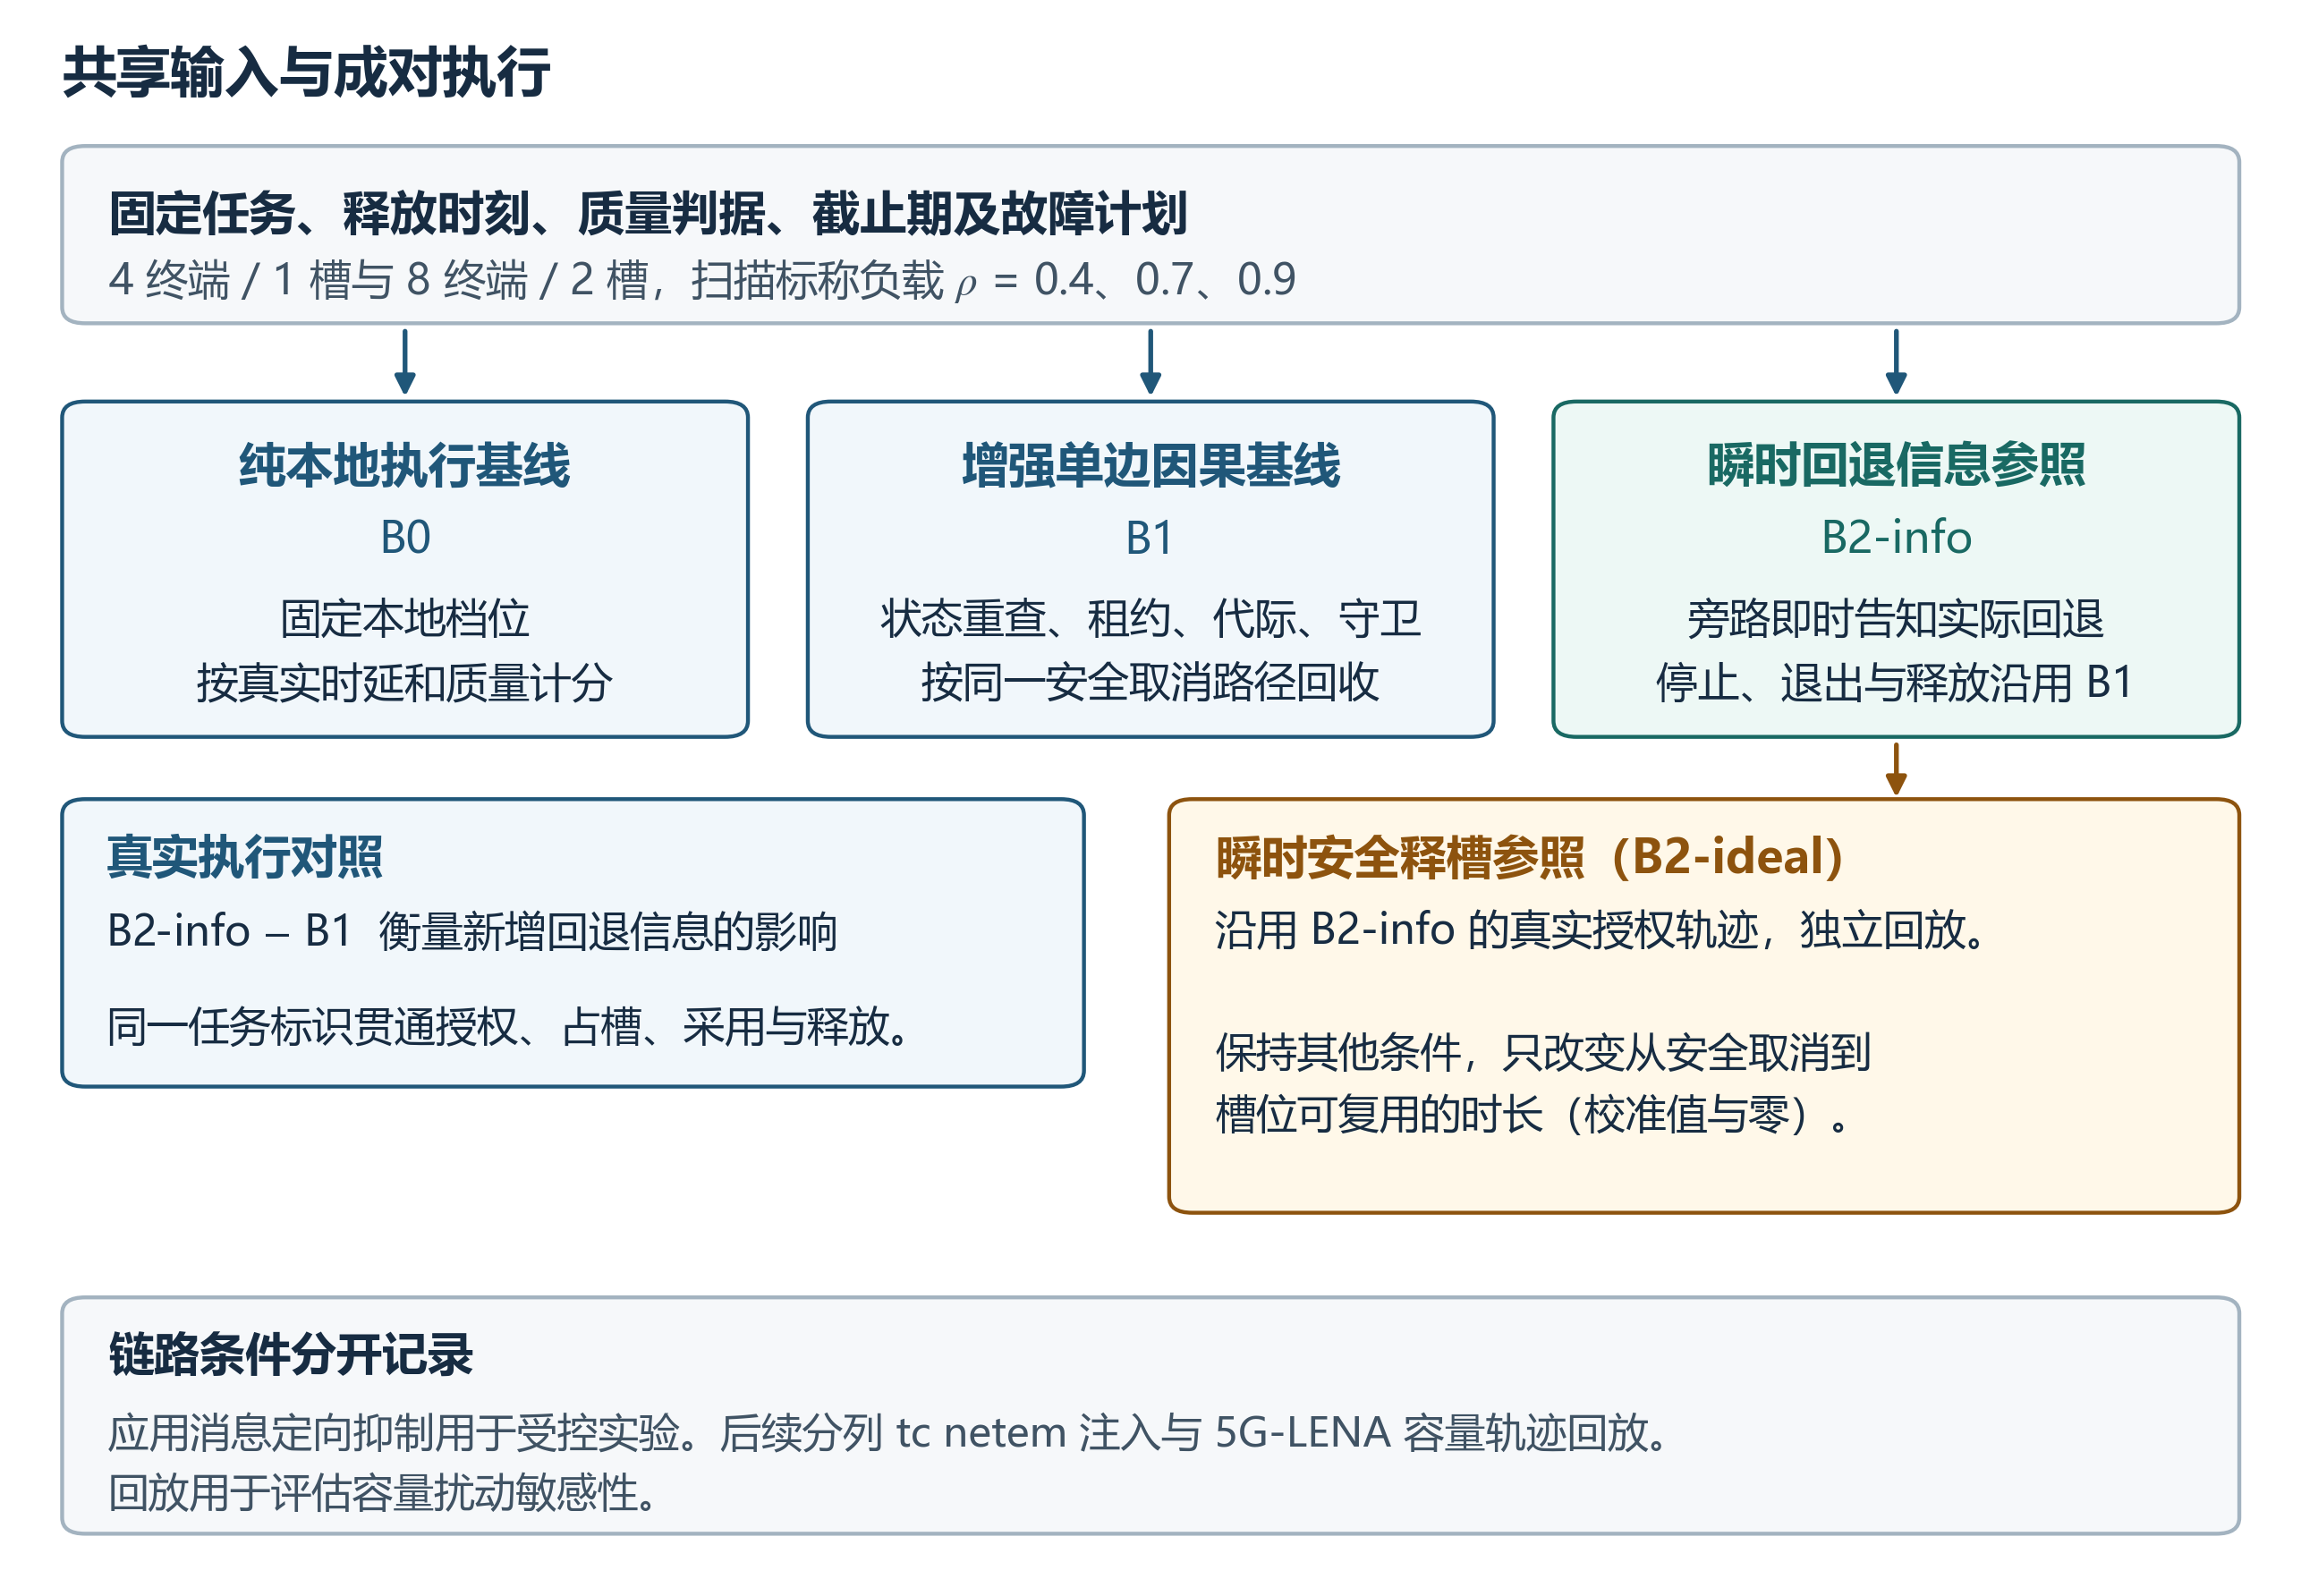 共享输入与成对执行
固定任务、释放时刻、质量判据、截止期及故障计划
4 终端 / 1 槽与 8 终端 / 2 槽，扫描标称负载 ρ = 0.4、0.7、0.9
纯本地执行基线
B0
固定本地档位
按真实时延和质量计分
增强单边因果基线
B1
状态重查、租约、代际、守卫
按同一安全取消路径回收
瞬时回退信息参照
B2-info
旁路即时告知实际回退
停止、退出与释放沿用 B1
真实执行对照
B2-info – B1 衡量新增回退信息的影响
同一任务标识贯通授权、占槽、采用与释放。
瞬时安全释槽参照（B2-ideal）
沿用 B2-info 的真实授权轨迹，独立回放。
保持其他条件，只改变从安全取消到
槽位可复用的时长（校准值与零）。
链路条件分开记录
应用消息定向抑制用于受控实验。后续分列 tc netem 注入与 5G-LENA 容量轨迹回放。
回放用于评估容量扰动敏感性。